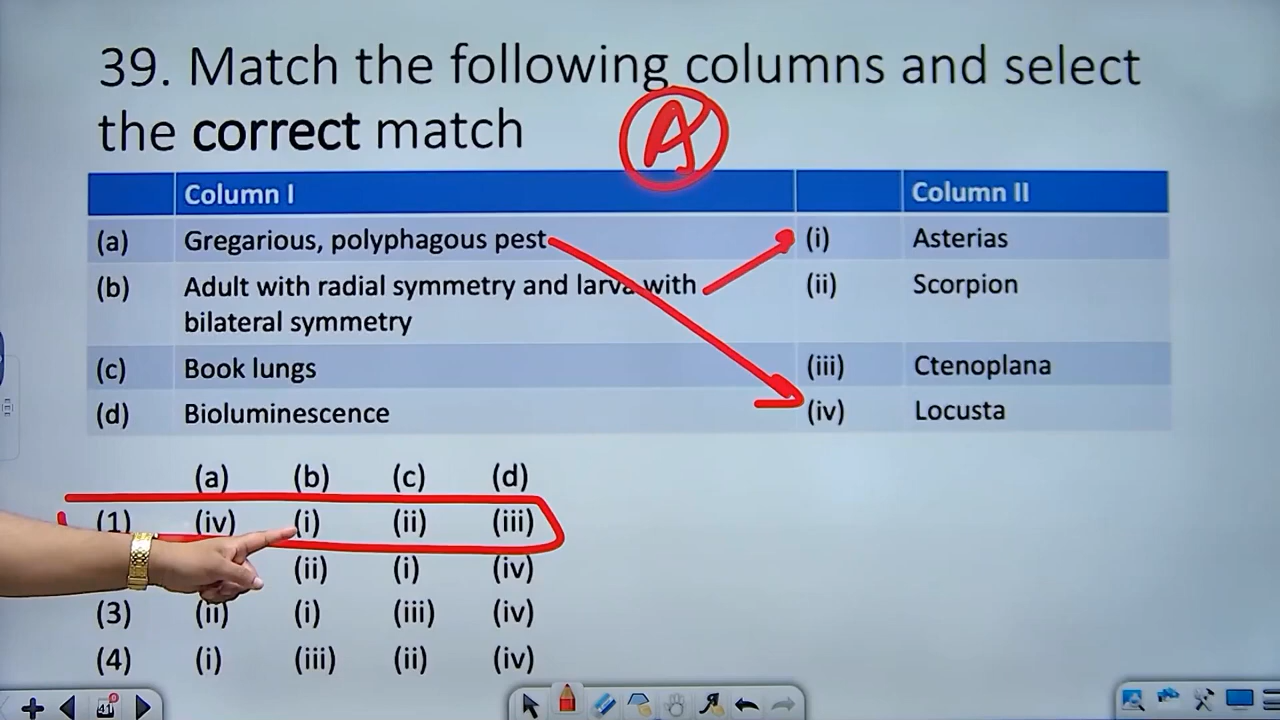 39. Match the following columns and select
the correct match
A
Column I Column II
(a) Gregarious, polyphagous pest (i) Asterias
(b) Adult with radial symmetry and larva with (ii) Scorpion
bilateral symmetry
(c) Book lungs (iii) Ctenoplana
(d) Bioluminescence (iv) Locusta
(a) (b) (c) (d)
(1) (iv) (i) (ii) (iii)
(ii) (i) (iv)
(3) (ii) (i) (iii) (iv)
(4) (i) (iii) (ii) (iv)
41